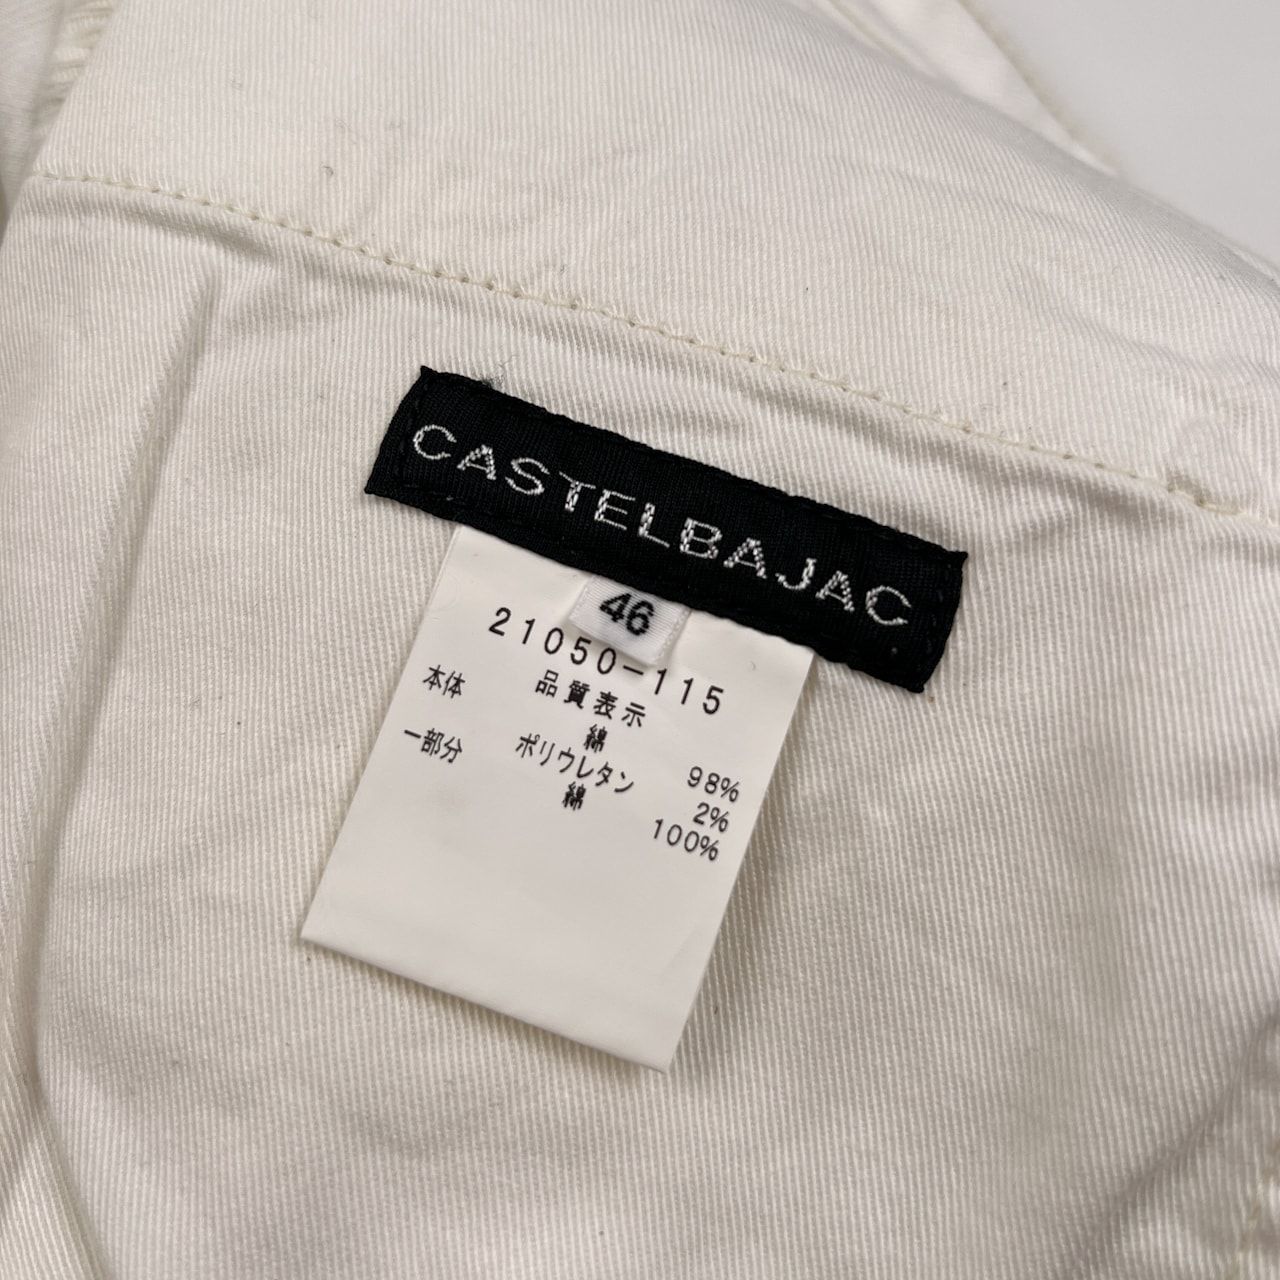 CASTELBAJAC
46
21050-115
品質表示
本体 綿 98%
ポリウレタン 2%
一部分 綿 100%